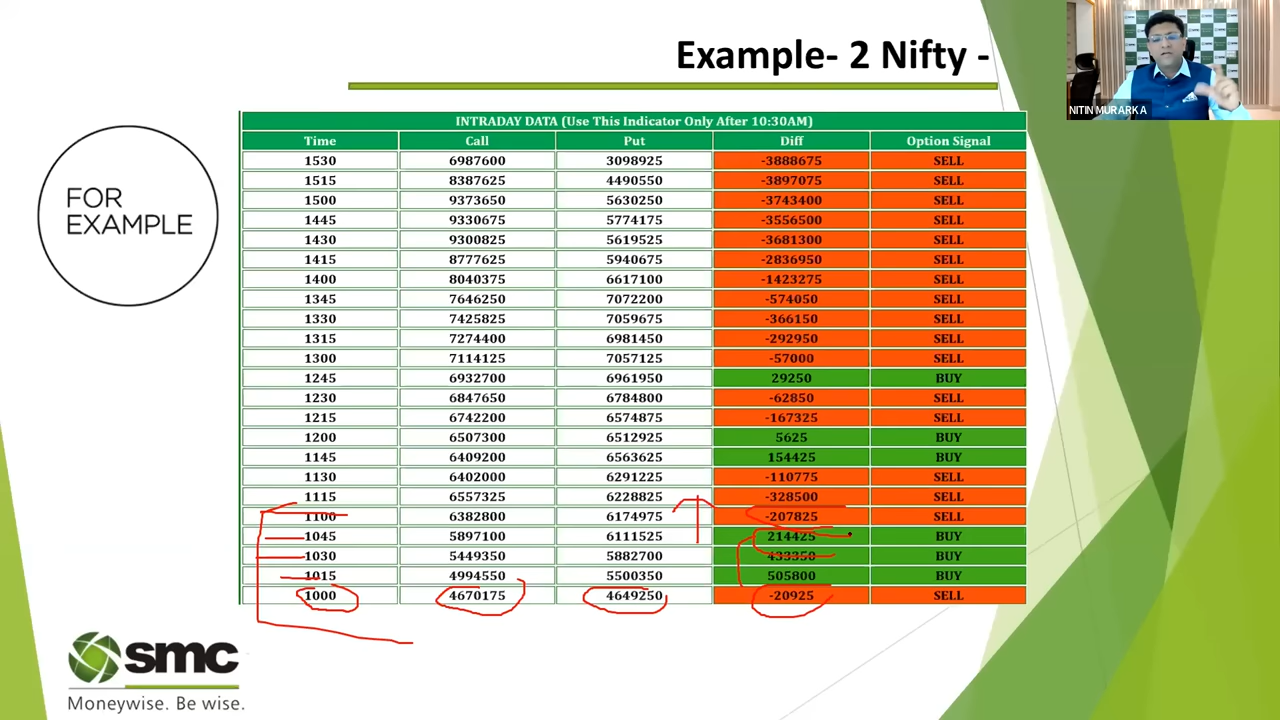 Example- 2 Nifty -
NITIN MURARKA
FOR
EXAMPLE
INTRADAY DATA (Use This Indicator Only After 10:30AM)
Time Call Put Diff Option Signal
1530 6987600 3098925 -3888675 SELL
1515 8387625 4490550 -3897075 SELL
1500 9373650 5630250 -3743400 SELL
1445 9330675 5774175 -3556500 SELL
1430 9300825 5619525 -3681300 SELL
1415 8777625 5940675 -2836950 SELL
1400 8040375 6617100 -1423275 SELL
1345 7646250 7072200 -574050 SELL
1330 7425825 7059675 -366150 SELL
1315 7274400 6981450 -292950 SELL
1300 7114125 7057125 -57000 SELL
1245 6932700 6961950 29250 BUY
1230 6847650 6784800 -62850 SELL
1215 6742200 6574875 -167325 SELL
1200 6507300 6512925 5625 BUY
1145 6409200 6563625 154425 BUY
1130 6402000 6291225 -110775 SELL
1115 6557325 6228825 -328500 SELL
1100 6382800 6174975 -207825 SELL
1045 5897100 6111525 214425 BUY
1030 5449350 5882700 433350 BUY
1015 4994550 5500350 505800 BUY
1000 4670175 4649250 -20925 SELL
smc
Moneywise. Be wise.